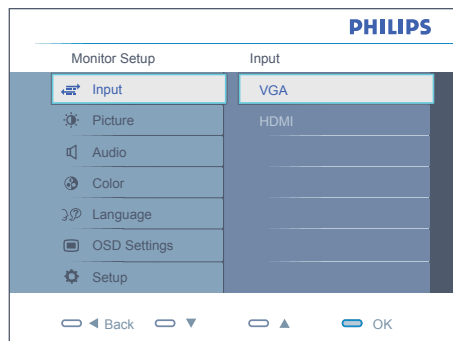 PHILIPS
Monitor Setup Input
Input VGA
Picture HDMI
Audio
Color
Language
OSD Settings
Setup
Back OK